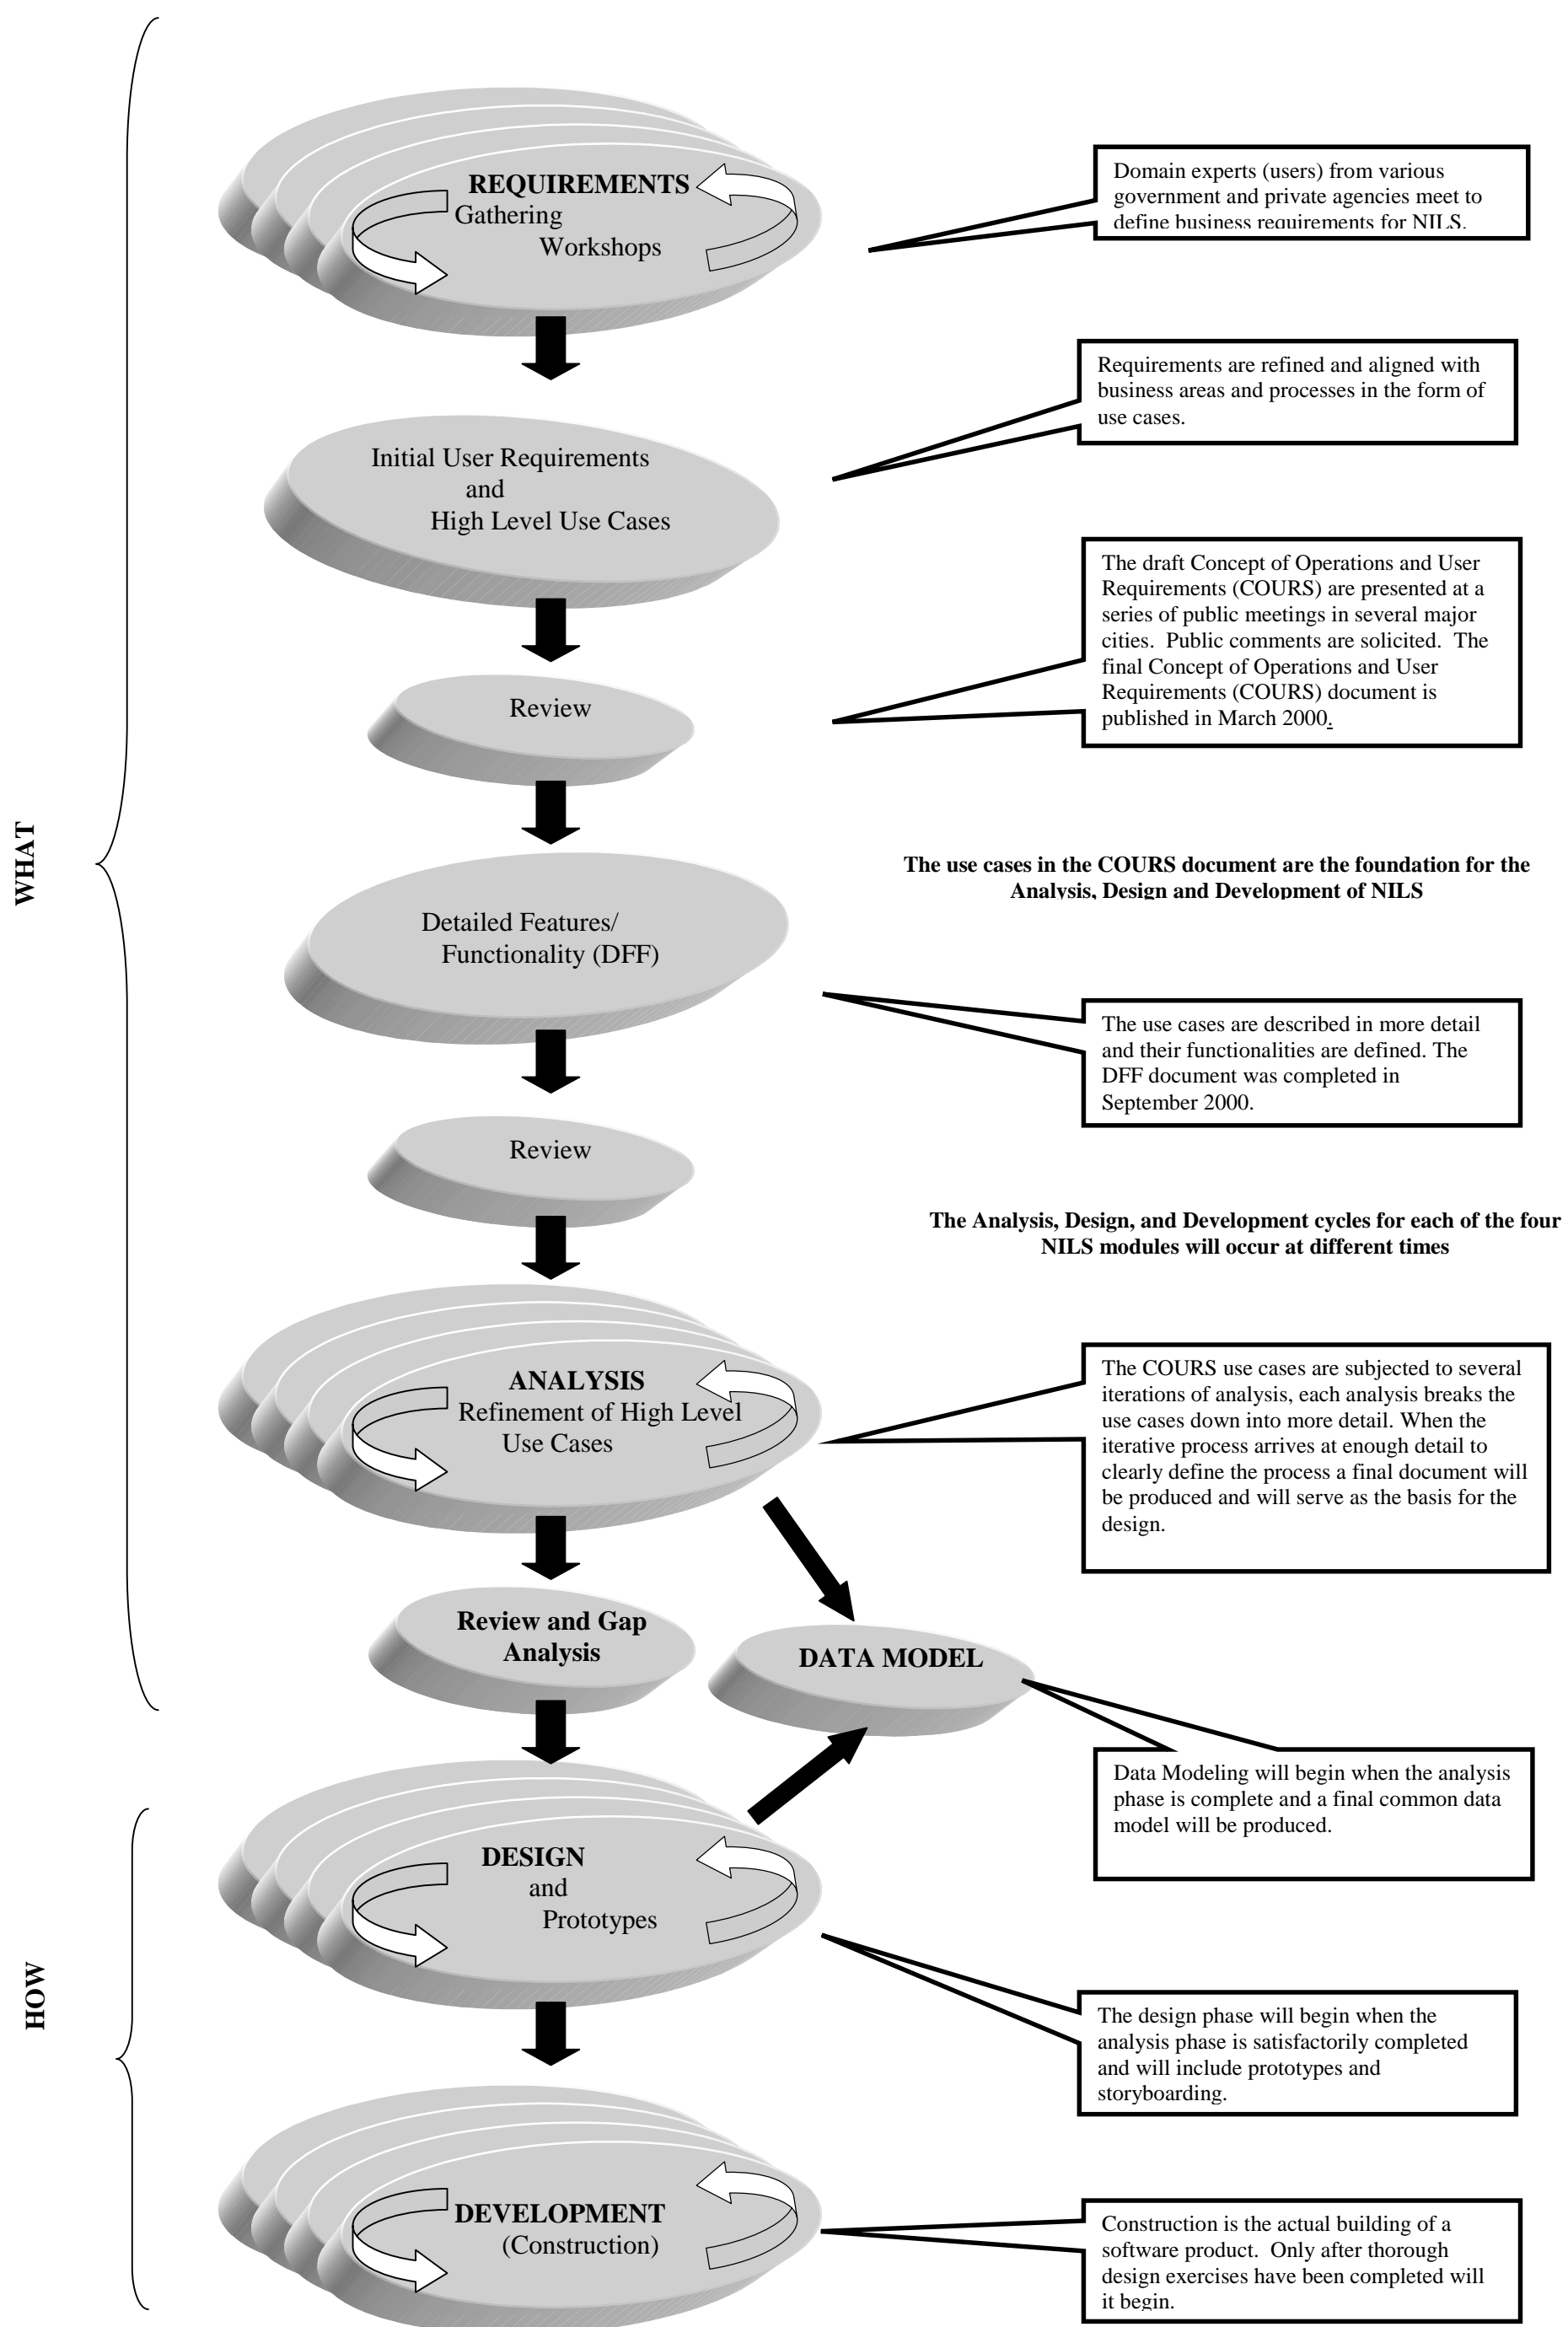 REQUIREMENTS
Gathering
Workshops
Domain experts (users) from various
government and private agencies meet to
define business requirements for NILS.
Requirements are refined and aligned with
business areas and processes in the form of
use cases.
Initial User Requirements
and
High Level Use Cases
The draft Concept of Operations and User
Requirements (COURS) are presented at a
series of public meetings in several major
cities.  Public comments are solicited.  The
final Concept of Operations and User
Requirements (COURS) document is
published in March 2000.
Review
WHAT
The use cases in the COURS document are the foundation for the
Analysis, Design and Development of NILS
Detailed Features/
Functionality (DFF)
The use cases are described in more detail
and their functionalities are defined. The
DFF document was completed in
September 2000.
Review
The Analysis, Design, and Development cycles for each of the four
NILS modules will occur at different times
ANALYSIS
Refinement of High Level
Use Cases
The COURS use cases are subjected to several
iterations of analysis, each analysis breaks the
use cases down into more detail. When the
iterative process arrives at enough detail to
clearly define the process a final document will
be produced and will serve as the basis for the
design.
Review and Gap
Analysis
DATA MODEL
Data Modeling will begin when the analysis
phase is complete and a final common data
model will be produced.
DESIGN
and
Prototypes
HOW
The design phase will begin when the
analysis phase is satisfactorily completed
and will include prototypes and
storyboarding.
DEVELOPMENT
(Construction)
Construction is the actual building of a
software product.  Only after thorough
design exercises have been completed will
it begin.